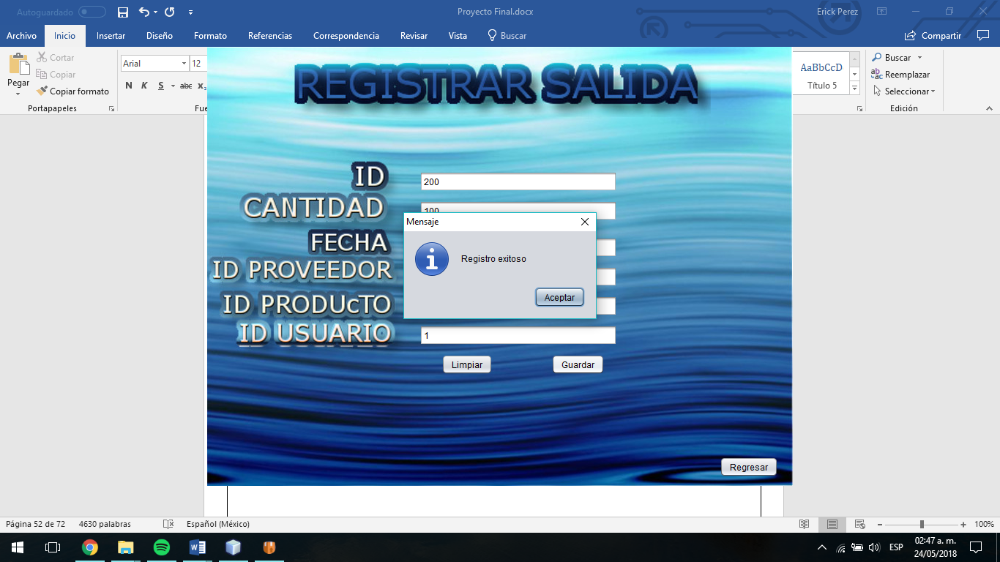 Autoguardado
Proyecto Final.docx
Erick Perez
Archivo
Inicio
Insertar
Diseño
Formato
Referencias
Correspondencia
Revisar
Vista
Buscar
Compartir
Pegar
Cortar
Copiar
Copiar formato
Portapapeles
Arial
12
N K S abc x₂
Fue
AaBbCcD
Título 5
Buscar
Reemplazar
Seleccionar
Edición
REGISTRAR SALIDA
ID
200
CANTIDAD
100
FECHA
ID PROVEEDOR
ID PRODUcTO
ID USUARIO
1
Mensaje
Registro exitoso
Aceptar
Limpiar
Guardar
Regresar
Página 52 de 72
4630 palabras
Español (México)
100%
ESP
02:47 a. m.
24/05/2018